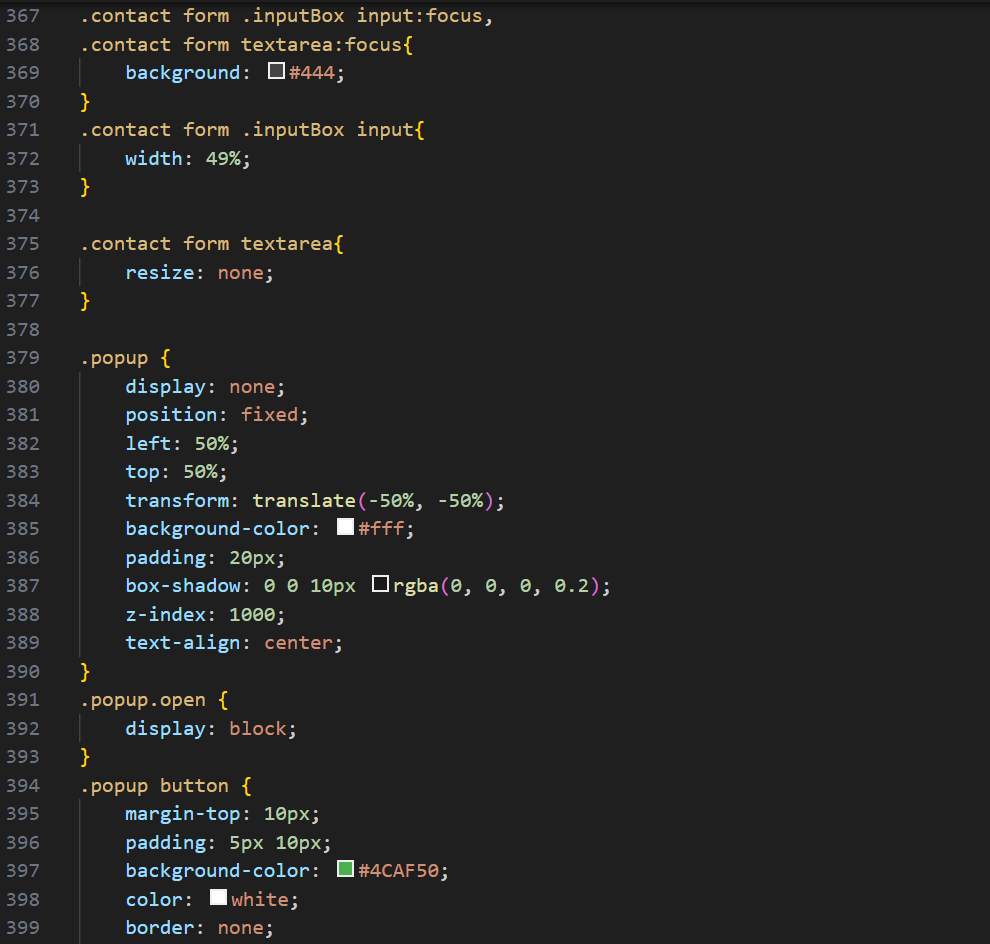 367 .contact form .inputBox input:focus,
368 .contact form textarea:focus{
369     background: #444;
370 }
371 .contact form .inputBox input{
372     width: 49%;
373 }
374
375 .contact form textarea{
376     resize: none;
377 }
378
379 .popup {
380     display: none;
381     position: fixed;
382     left: 50%;
383     top: 50%;
384     transform: translate(-50%, -50%);
385     background-color: #fff;
386     padding: 20px;
387     box-shadow: 0 0 10px rgba(0, 0, 0, 0.2);
388     z-index: 1000;
389     text-align: center;
390 }
391 .popup.open {
392     display: block;
393 }
394 .popup button {
395     margin-top: 10px;
396     padding: 5px 10px;
397     background-color: #4CAF50;
398     color: white;
399     border: none;